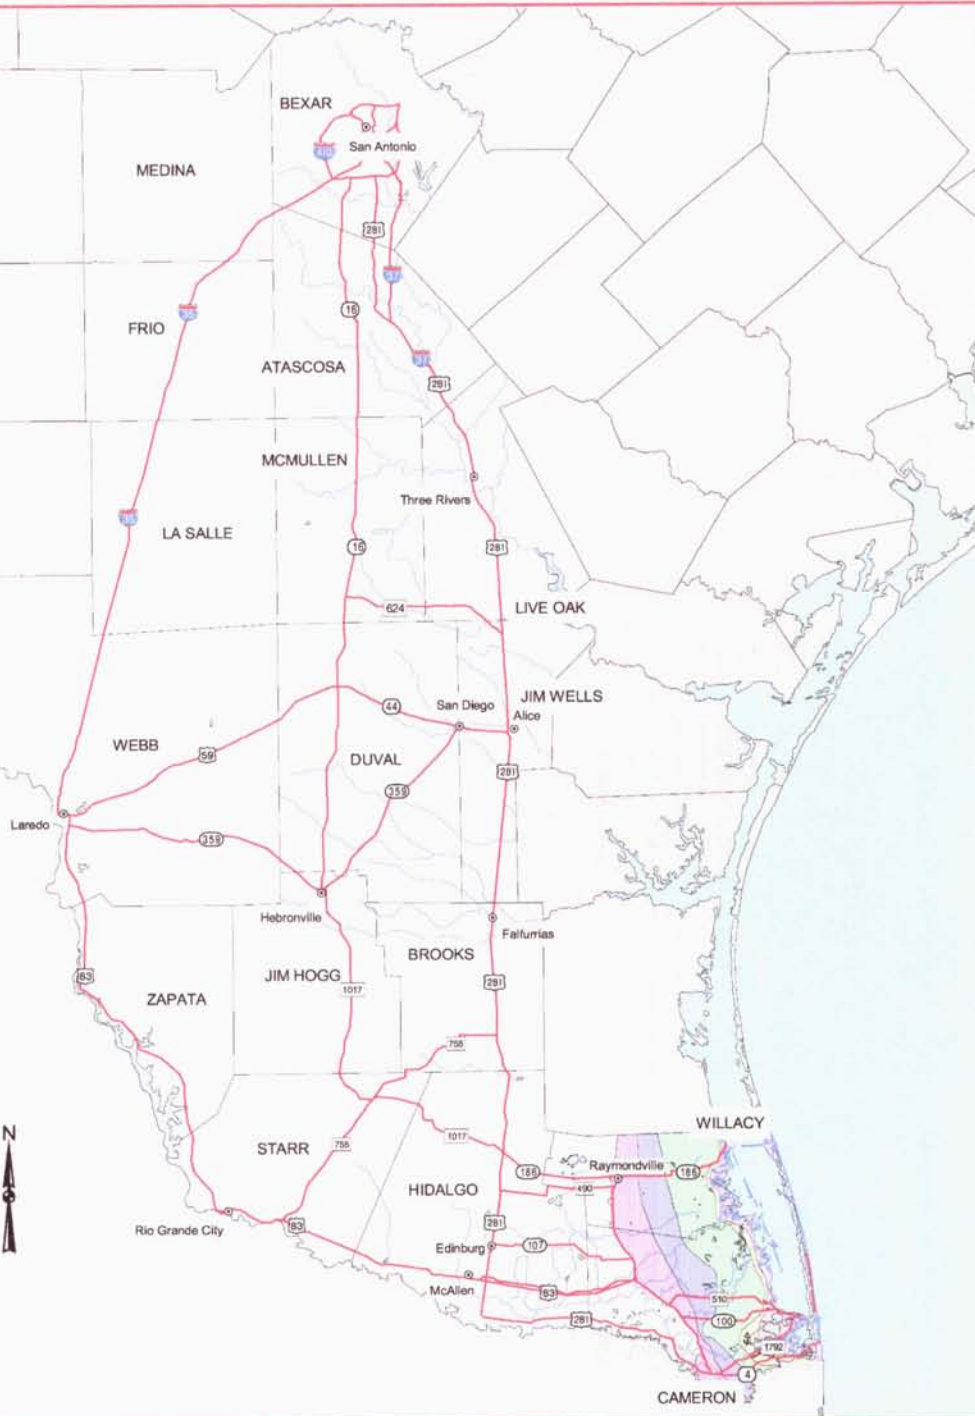 BEXAR
San Antonio
410
MEDINA
281
37
35
16
FRIO
37
ATASCOSA
281
MCMULLEN
Three Rivers
35
LA SALLE
16
281
624
LIVE OAK
JIM WELLS
44
San Diego
Alice
WEBB
59
DUVAL
281
359
Laredo
359
Hebronville
Falfurrias
BROOKS
JIM HOGG
83
281
1017
ZAPATA
755
WILLACY
N
1017
STARR
755
186
Raymondville
186
HIDALGO
490
Rio Grande City
83
281
Edinburg
107
McAllen
83
510
281
100
1792
4
CAMERON